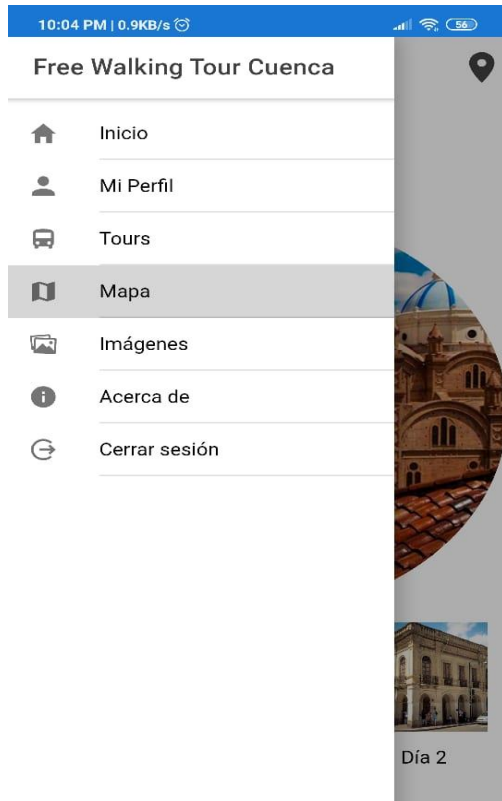 10:04 PM | 0.9KB/s
56
Free Walking Tour Cuenca
Inicio
Mi Perfil
Tours
Mapa
Imágenes
Acerca de
Cerrar sesión
Día 2